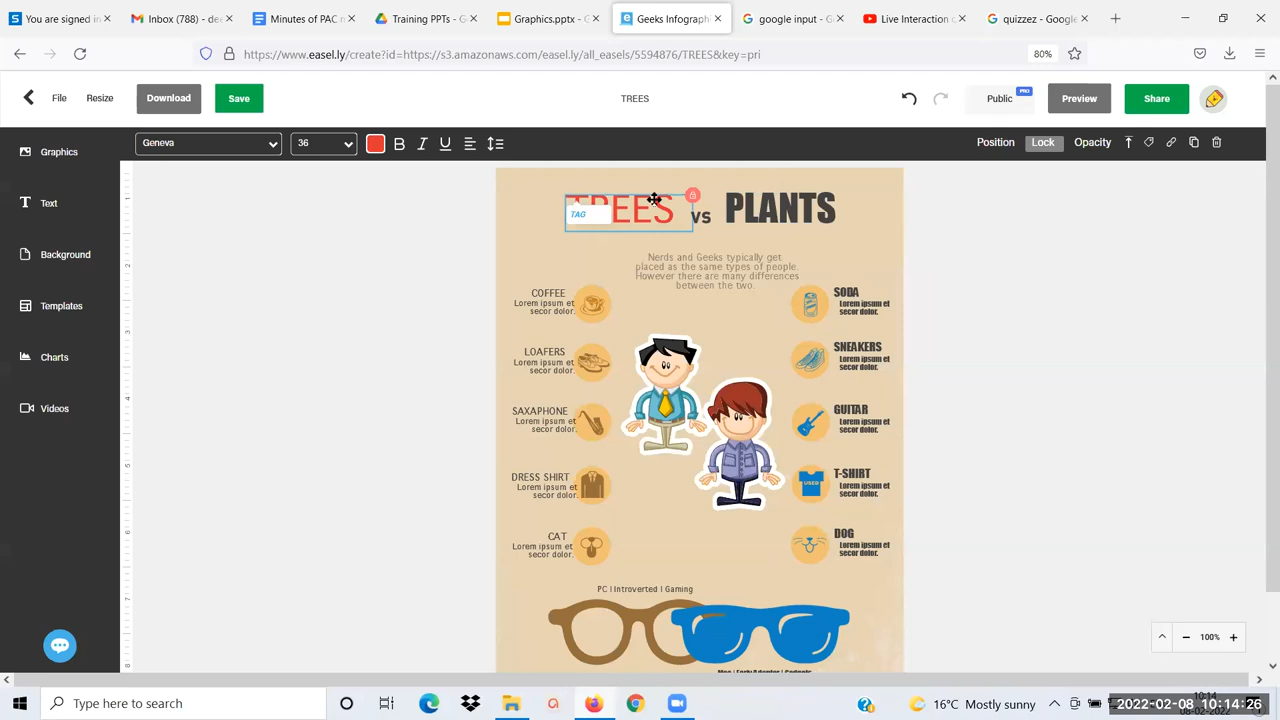 You signed in
Inbox (788) - dee
Minutes of PAC
Training
Graphics.pptx - G
Geeks Infograph
google input - G
Live Interaction
quizzez - Google
https://www.easel.ly/create?id=https://s3.amazonaws.com/easel.ly/all_easels/5594876/TREES&key=pri
80%
File
Resize
Download
Save
TREES
Public
PRO
Preview
Share
Geneva
36
B
I
U
Position
Lock
Opacity
Graphics
Text
Background
Templates
Charts
Videos
TREES
TAG
vs
PLANTS
Nerds and Geeks typically get
placed as the same types of people.
However there are many differences
between the two.
COFFEE
Lorem ipsum et
secor dolor.
LOAFERS
Lorem ipsum et
secor dolor.
SAXAPHONE
Lorem ipsum et
secor dolor.
DRESS SHIRT
Lorem ipsum et
secor dolor.
CAT
Lorem ipsum et
secor dolor.
SODA
Lorem ipsum et
secor dolor.
SNEAKERS
Lorem ipsum et
secor dolor.
GUITAR
Lorem ipsum et
secor dolor.
T-SHIRT
Lorem ipsum et
secor dolor.
USED
DOG
Lorem ipsum et
secor dolor.
PC | Introverted | Gaming
100%
Type here to search
16°C Mostly sunny
10:14
2022-02-08 10:14:26